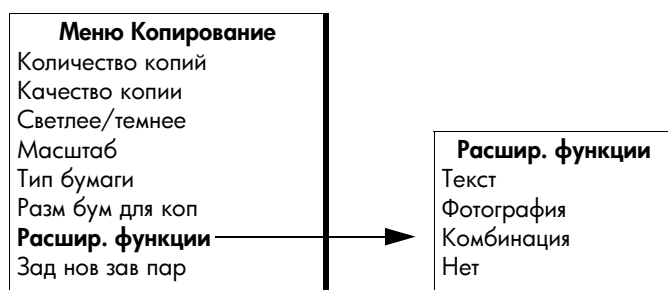 Меню Копирование
Количество копий
Качество копии
Светлее/темнее
Масштаб
Тип бумаги
Разм бум для коп
Расшир. функции
Зад нов зав пар
Расшир. функции
Текст
Фотография
Комбинация
Нет